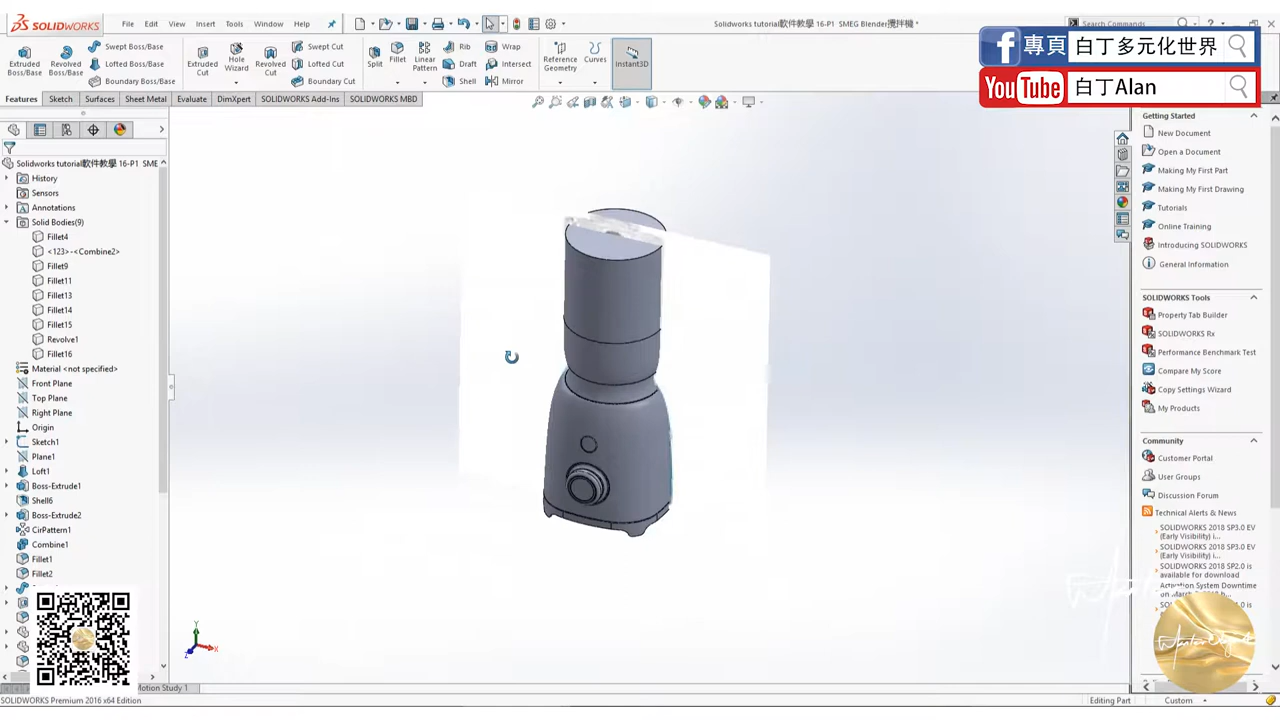 SOLIDWORKS
File Edit View Insert Tools Window Help
Solidworks tutorial軟件教學 16-P1 SMEG Blender攪拌機 *
Search Commands
Extruded Boss/Base
Revolved Boss/Base
Swept Boss/Base
Lofted Boss/Base
Boundary Boss/Base
Extruded Cut
Hole Wizard
Revolved Cut
Swept Cut
Lofted Cut
Boundary Cut
Split
Fillet
Linear Pattern
Rib
Draft
Shell
Wrap
Intersect
Mirror
Reference Geometry
Curves
Instant3D
專頁 白丁多元化世界
YouTube 白丁Alan
Features Sketch Surfaces Sheet Metal Evaluate DimXpert SOLIDWORKS Add-Ins SOLIDWORKS MBD
Solidworks tutorial軟件教學 16-P1 SME
History
Sensors
Annotations
Solid Bodies(9)
Fillet4
<123>-<Combine2>
Fillet9
Fillet11
Fillet13
Fillet14
Fillet15
Revolve1
Fillet16
Material <not specified>
Front Plane
Top Plane
Right Plane
Origin
Sketch1
Plane1
Loft1
Boss-Extrude1
Shell6
Boss-Extrude2
CirPattern1
Combine1
Fillet1
Fillet2
Y
X
Z
Getting Started
New Document
Open a Document
Making My First Part
Making My First Drawing
Tutorials
Online Training
Introducing SOLIDWORKS
General Information
SOLIDWORKS Tools
Property Tab Builder
SOLIDWORKS Rx
Performance Benchmark Test
Compare My Score
Copy Settings Wizard
My Products
Community
Customer Portal
User Groups
Discussion Forum
Technical Alerts & News
SOLIDWORKS 2018 SP3.0 EV
(Early Visibility) i...
SOLIDWORKS 2018 SP3.0 EV
(Early Visibility) i...
SOLIDWORKS 2018 SP2.0 is
available for download
Activation System Downtime
Motion Study 1
SOLIDWORKS Premium 2016 x64 Edition
Editing Part
Custom